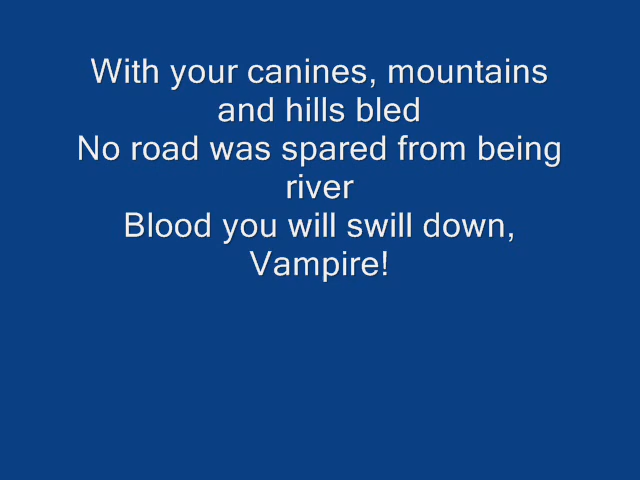 With your canines, mountains
and hills bled
No road was spared from being
river
Blood you will swill down,
Vampire!